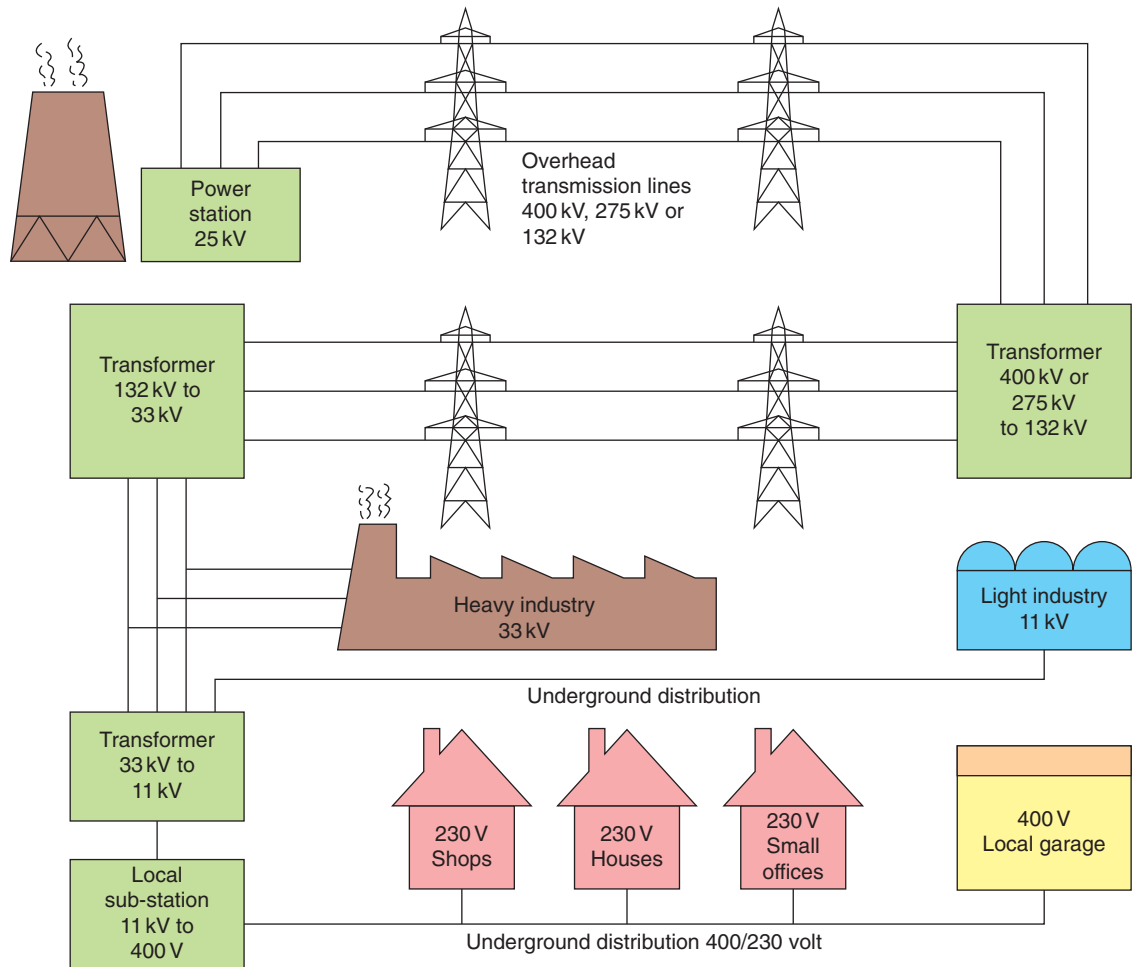 Power
station
25 kV
Overhead
transmission lines
400 kV, 275 kV or
132 kV
Transformer
132 kV to
33 kV
Transformer
400 kV or
275 kV
to 132 kV
Heavy industry
33 kV
Light industry
11 kV
Underground distribution
Transformer
33 kV to
11 kV
230 V
Shops
230 V
Houses
230 V
Small
offices
400 V
Local garage
Local
sub-station
11 kV to
400 V
Underground distribution 400/230 volt